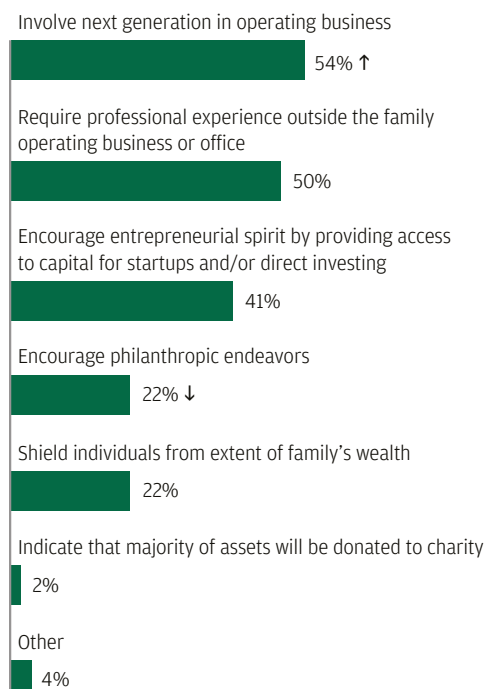 Involve next generation in operating business
54% ↑
Require professional experience outside the family
operating business or office
50%
Encourage entrepreneurial spirit by providing access
to capital for startups and/or direct investing
41%
Encourage philanthropic endeavors
22% ↓
Shield individuals from extent of family’s wealth
22%
Indicate that majority of assets will be donated to charity
2%
Other
4%